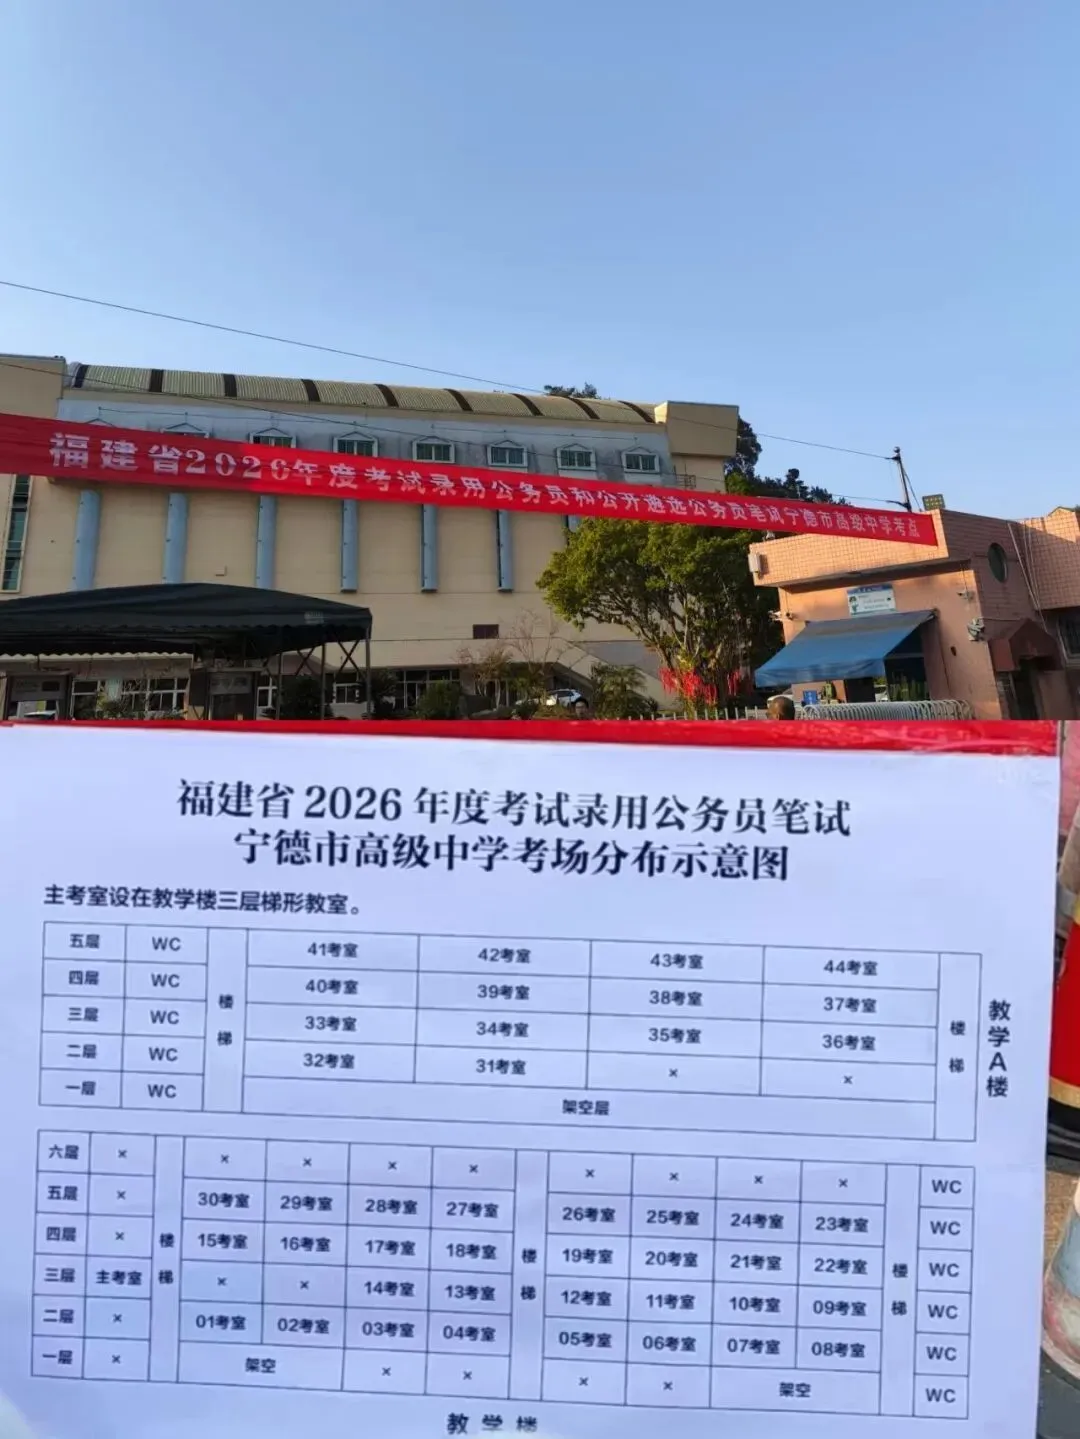 福建省2026年度考试录用公务员和公开遴选公务员笔试宁德市高级中学考点
福建省 2026 年度考试录用公务员笔试
宁德市高级中学考场分布示意图
主考室设在教学楼三层梯形教室。
五层 WC 41考室 42考室 43考室 44考室
四层 WC 40考室 39考室 38考室 37考室
三层 WC 33考室 34考室 35考室 36考室
二层 WC 32考室 31考室 × ×
一层 WC 架空层
楼梯
楼梯
教学A楼
六层 × × × × × × × × × WC
五层 × 30考室 29考室 28考室 27考室 26考室 25考室 24考室 23考室 WC
四层 × 15考室 16考室 17考室 18考室 19考室 20考室 21考室 22考室 WC
三层 主考室 × × 14考室 13考室 12考室 11考室 10考室 09考室 WC
二层 × 01考室 02考室 03考室 04考室 05考室 06考室 07考室 08考室 WC
一层 × 架空 × × × × 架空 WC
楼梯
楼梯
楼梯
教学楼